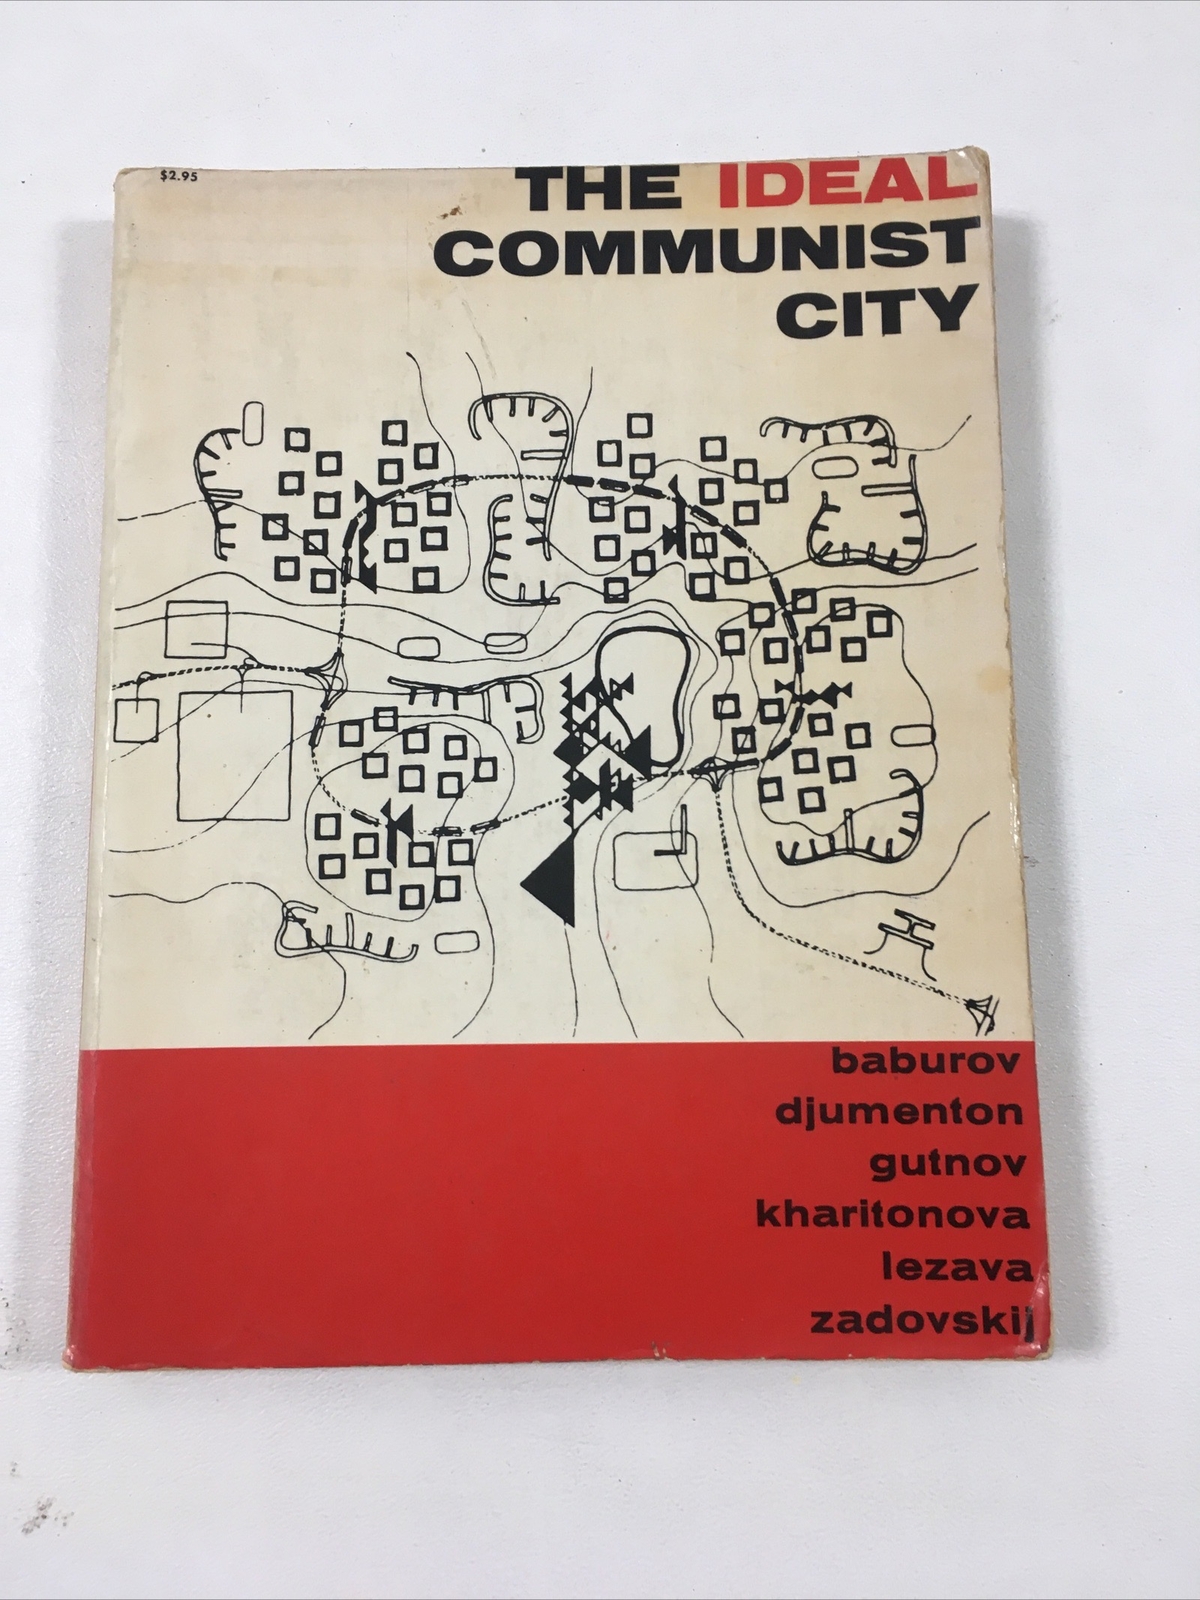 $2.95
THE IDEAL
COMMUNIST
CITY
baburov
djumenton
gutnov
kharitonova
lezava
zadovskij